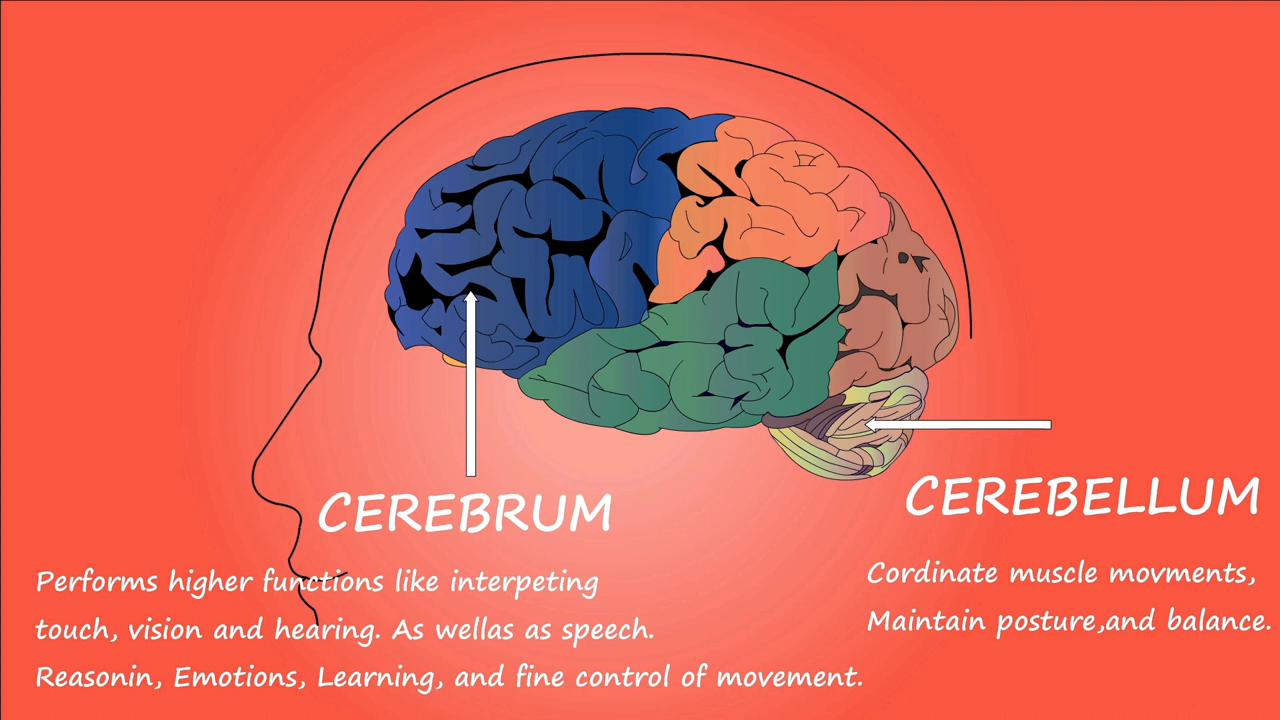 CEREBRUM
Performs higher functions like interpeting
touch, vision and hearing. As wellas as speech.
Reasonin, Emotions, Learning, and fine control of movement.
CEREBELLUM
Cordinate muscle movments,
Maintain posture,and balance.